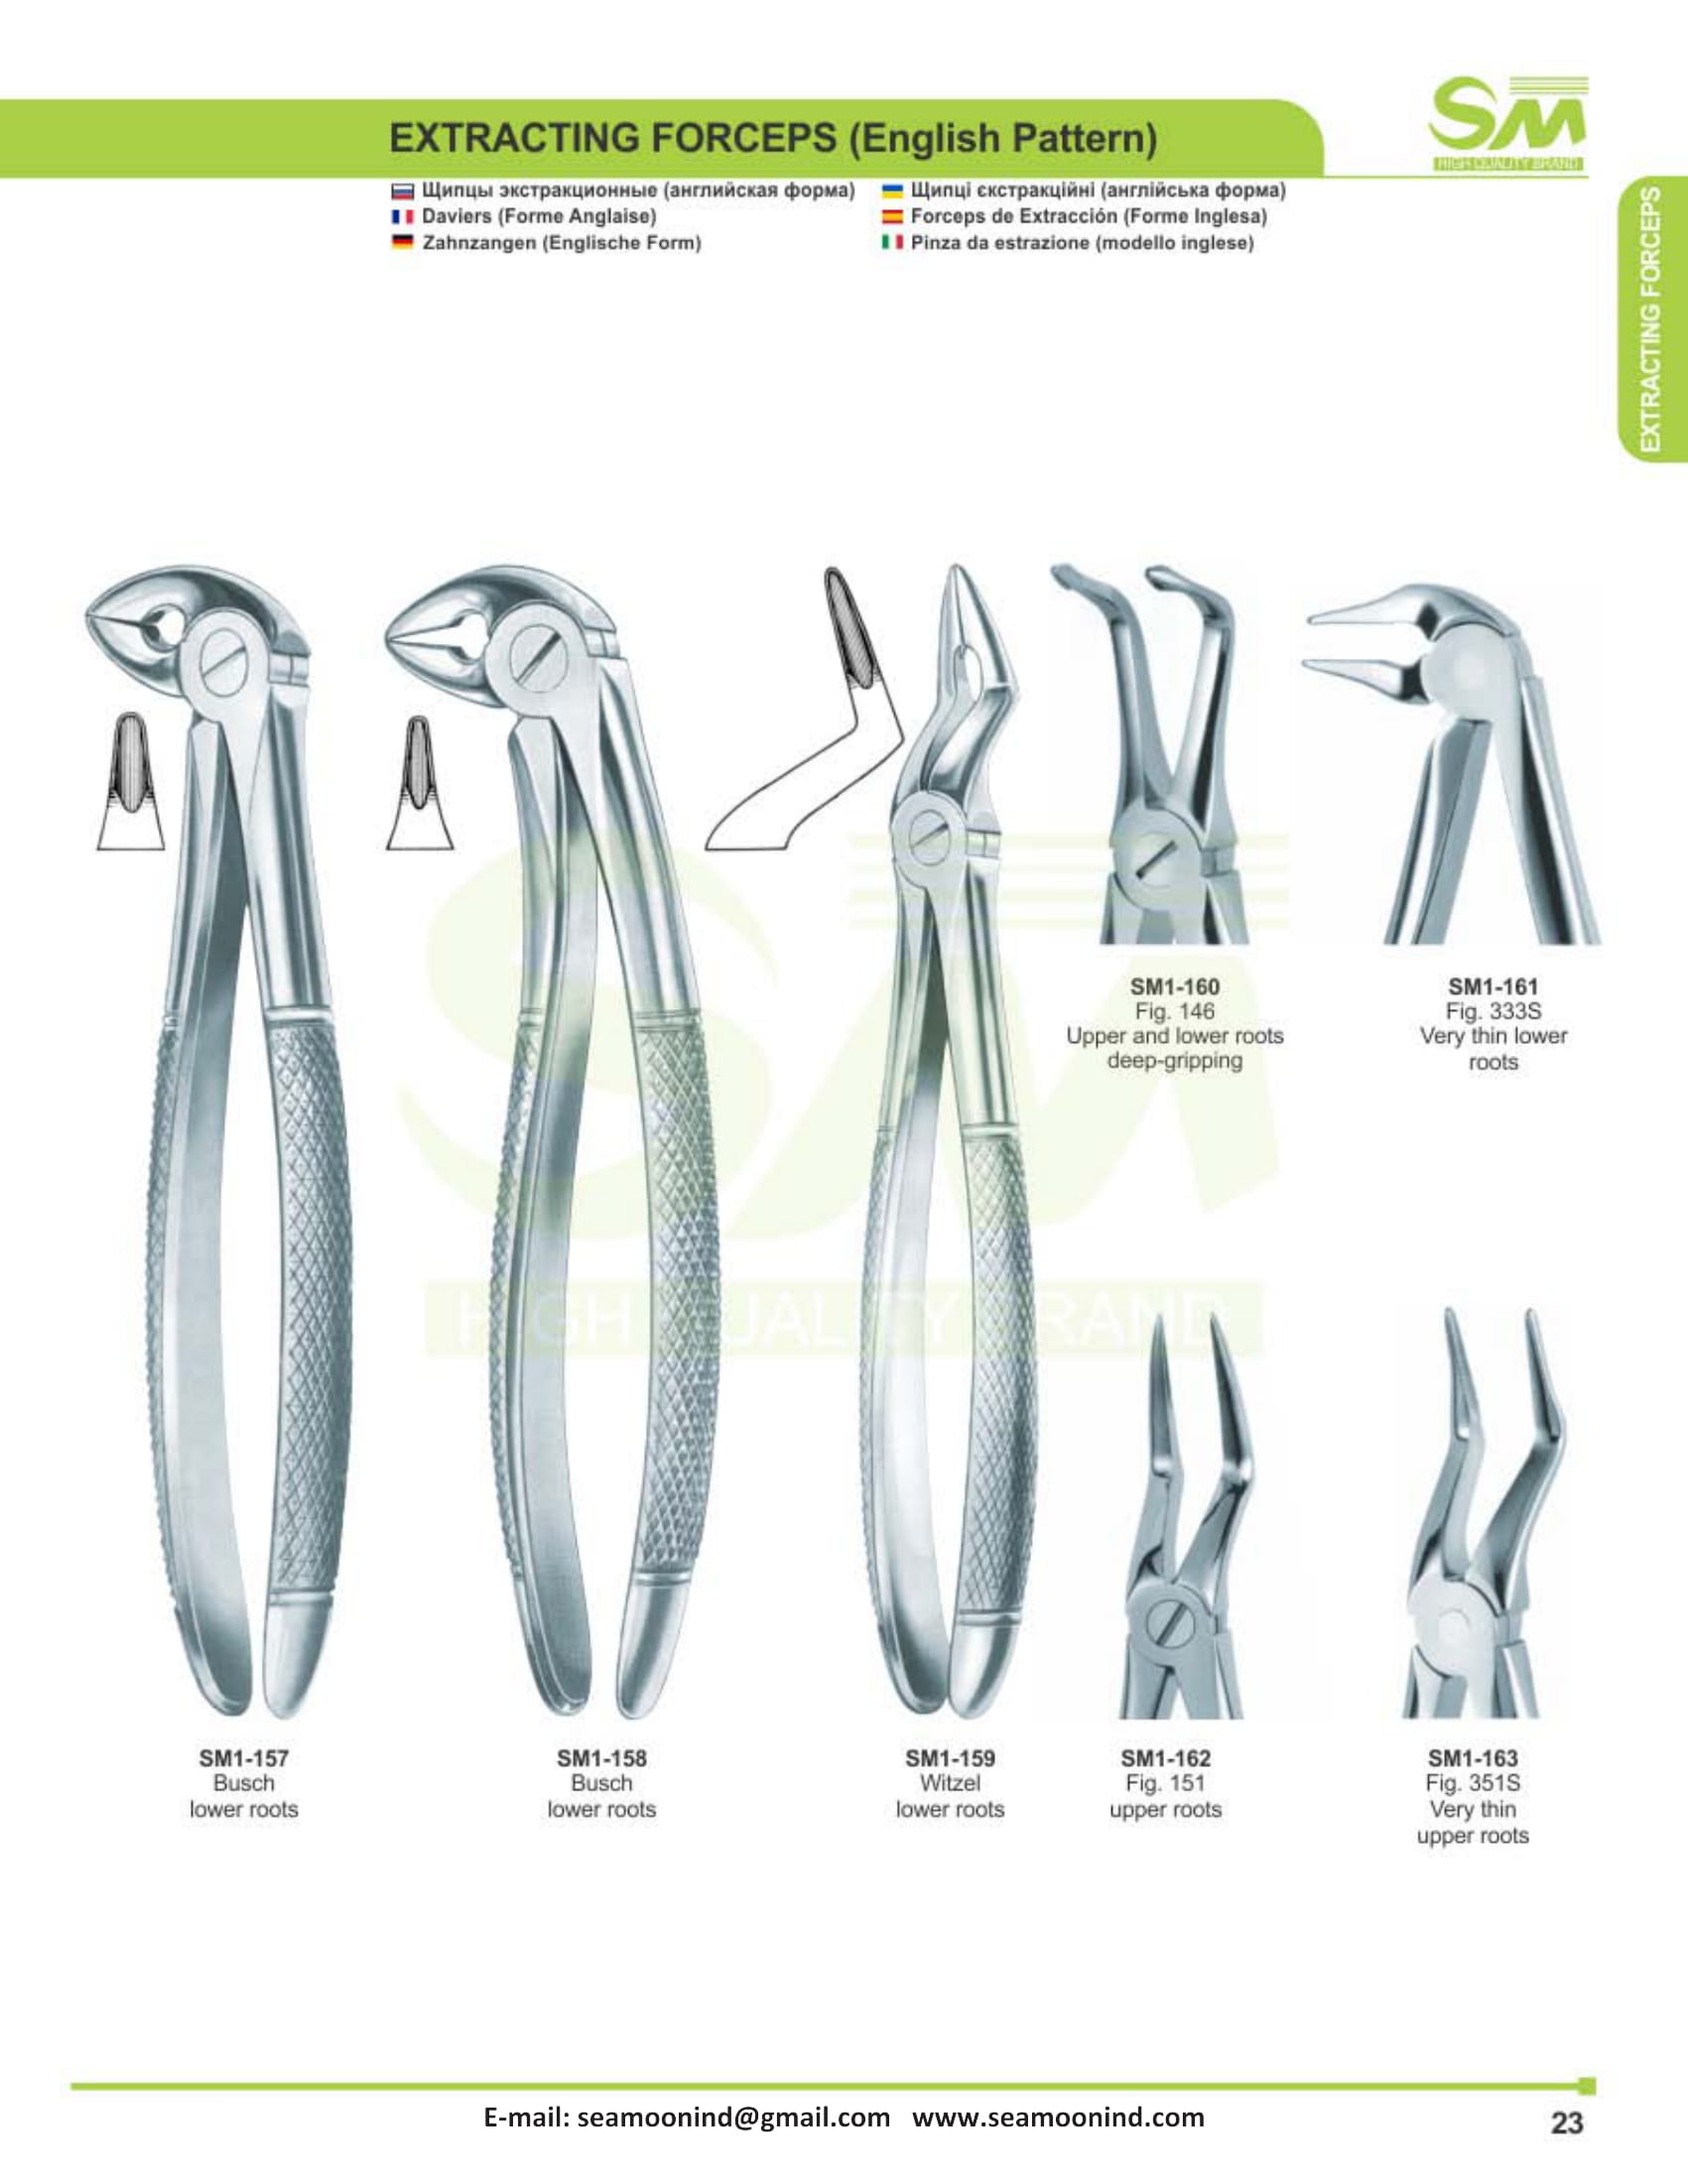 EXTRACTING FORCEPS (English Pattern)
SM
HIGH QUALITY BRAND
Щипцы экстракционные (английская форма)
Daviers (Forme Anglaise)
Zahnzangen (Englische Form)
Щипці єкстракційні (англійська форма)
Forceps de Extracción (Forme Inglesa)
Pinza da estrazione (modello inglese)
EXTRACTING FORCEPS
SM1-160
Fig. 146
Upper and lower roots
deep-gripping
SM1-161
Fig. 333S
Very thin lower
roots
SM
HIGH QUALITY BRAND
SM1-157
Busch
lower roots
SM1-158
Busch
lower roots
SM1-159
Witzel
lower roots
SM1-162
Fig. 151
upper roots
SM1-163
Fig. 351S
Very thin
upper roots
E-mail: seamoonind@gmail.com www.seamoonind.com
23